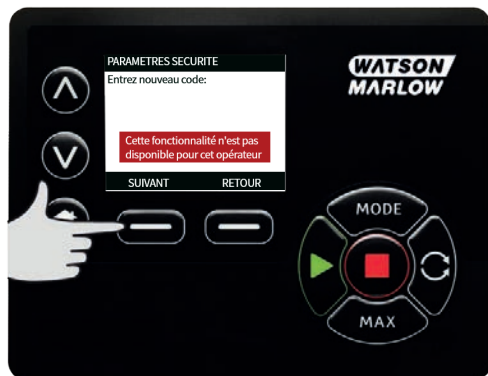 PARAMETRES SECURITE
WATSON
MARLOW
Entrez nouveau code:
Cette fonctionnalité n'est pas
disponible pour cet opérateur
SUIVANT RETOUR
MODE
MAX